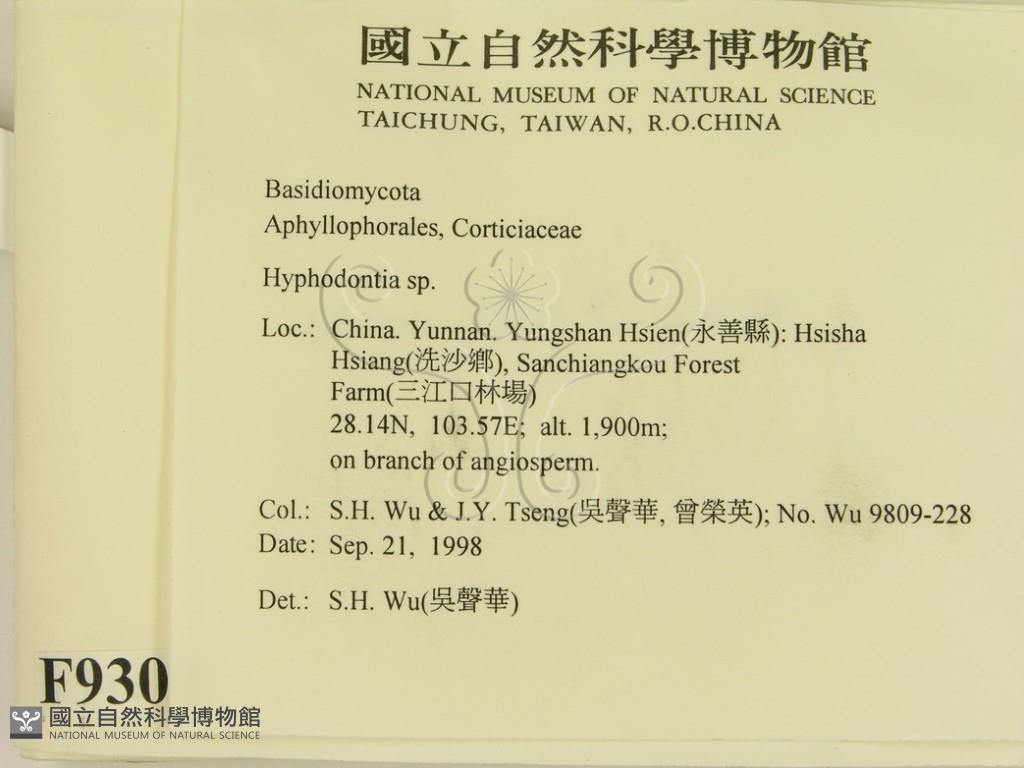 國立自然科學博物館
NATIONAL MUSEUM OF NATURAL SCIENCE
TAICHUNG, TAIWAN, R.O.CHINA
Basidiomycota
Aphyllophorales, Corticiaceae
Hyphodontia sp.
Loc.: China. Yunnan. Yungshan Hsien(永善縣): Hsisha
Hsiang(洗沙鄉), Sanchiangkou Forest
Farm(三江口林場)
28.14N, 103.57E; alt. 1,900m;
on branch of angiosperm.
Col.: S.H. Wu & J.Y. Tseng(吳聲華, 曾榮英); No. Wu 9809-228
Date: Sep. 21, 1998
Det.: S.H. Wu(吳聲華)
F930
國立自然科學博物館
NATIONAL MUSEUM OF NATURAL SCIENCE